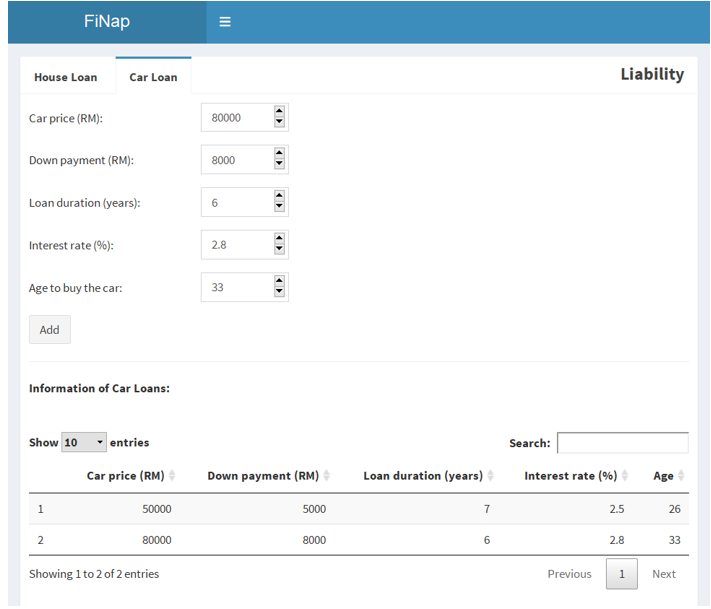 FiNap
House Loan Car Loan Liability
Car price (RM): 80000
Down payment (RM): 8000
Loan duration (years): 6
Interest rate (%): 2.8
Age to buy the car: 33
Add
Information of Car Loans:
Show 10 entries Search:
Car price (RM) Down payment (RM) Loan duration (years) Interest rate (%) Age
1 50000 5000 7 2.5 26
2 80000 8000 6 2.8 33
Showing 1 to 2 of 2 entries Previous 1 Next